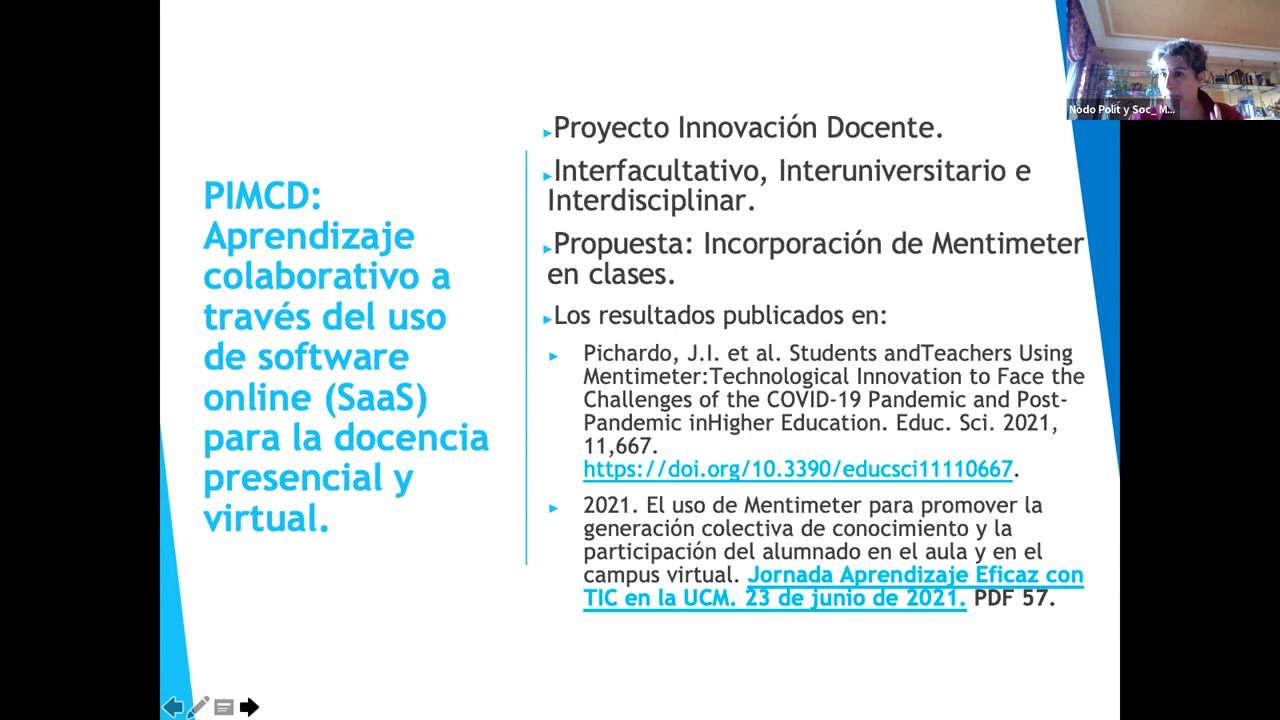 PIMCD:
Aprendizaje
colaborativo a
través del uso
de software
online (SaaS)
para la docencia
presencial y
virtual.
Proyecto Innovación Docente.
Interfacultativo, Interuniversitario e
Interdisciplinar.
Propuesta: Incorporación de Mentimeter
en clases.
Los resultados publicados en:
Pichardo, J.I. et al. Students andTeachers Using
Mentimeter:Technological Innovation to Face the
Challenges of the COVID-19 Pandemic and Post-
Pandemic inHigher Education. Educ. Sci. 2021,
11,667.
https://doi.org/10.3390/educsci11110667.
2021. El uso de Mentimeter para promover la
generación colectiva de conocimiento y la
participación del alumnado en el aula y en el
campus virtual. Jornada Aprendizaje Eficaz con
TIC en la UCM. 23 de junio de 2021. PDF 57.
Nodo Polit y Soc_ M...